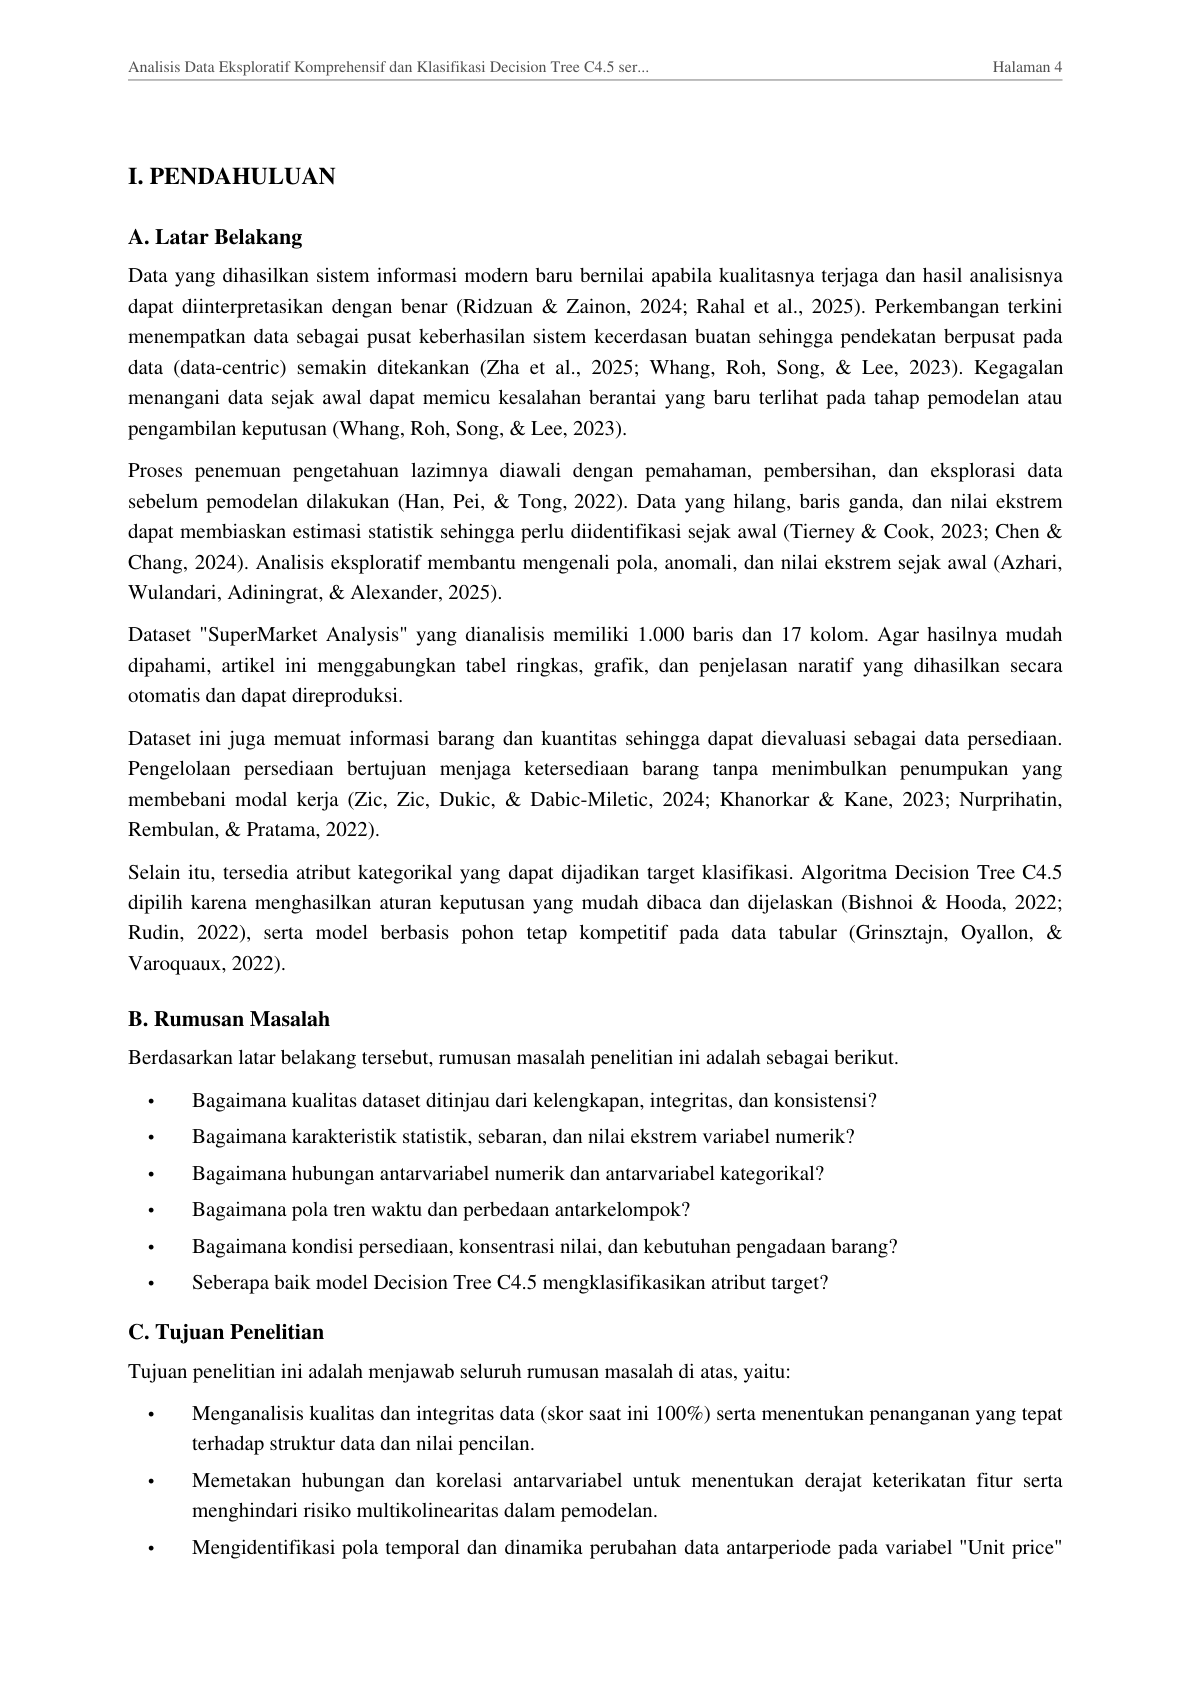 Analisis Data Eksploratif Komprehensif dan Klasifikasi Decision Tree C4.5 ser... Halaman 4
I. PENDAHULUAN
A. Latar Belakang
Data yang dihasilkan sistem informasi modern baru bernilai apabila kualitasnya terjaga dan hasil analisisnya
dapat diinterpretasikan dengan benar (Ridzuan & Zainon, 2024; Rahal et al., 2025). Perkembangan terkini
menempatkan data sebagai pusat keberhasilan sistem kecerdasan buatan sehingga pendekatan berpusat pada
data (data-centric) semakin ditekankan (Zha et al., 2025; Whang, Roh, Song, & Lee, 2023). Kegagalan
menangani data sejak awal dapat memicu kesalahan berantai yang baru terlihat pada tahap pemodelan atau
pengambilan keputusan (Whang, Roh, Song, & Lee, 2023).
Proses penemuan pengetahuan lazimnya diawali dengan pemahaman, pembersihan, dan eksplorasi data
sebelum pemodelan dilakukan (Han, Pei, & Tong, 2022). Data yang hilang, baris ganda, dan nilai ekstrem
dapat membiaskan estimasi statistik sehingga perlu diidentifikasi sejak awal (Tierney & Cook, 2023; Chen &
Chang, 2024). Analisis eksploratif membantu mengenali pola, anomali, dan nilai ekstrem sejak awal (Azhari,
Wulandari, Adiningrat, & Alexander, 2025).
Dataset "SuperMarket Analysis" yang dianalisis memiliki 1.000 baris dan 17 kolom. Agar hasilnya mudah
dipahami, artikel ini menggabungkan tabel ringkas, grafik, dan penjelasan naratif yang dihasilkan secara
otomatis dan dapat direproduksi.
Dataset ini juga memuat informasi barang dan kuantitas sehingga dapat dievaluasi sebagai data persediaan.
Pengelolaan persediaan bertujuan menjaga ketersediaan barang tanpa menimbulkan penumpukan yang
membebani modal kerja (Zic, Zic, Dukic, & Dabic-Miletic, 2024; Khanorkar & Kane, 2023; Nurprihatin,
Rembulan, & Pratama, 2022).
Selain itu, tersedia atribut kategorikal yang dapat dijadikan target klasifikasi. Algoritma Decision Tree C4.5
dipilih karena menghasilkan aturan keputusan yang mudah dibaca dan dijelaskan (Bishnoi & Hooda, 2022;
Rudin, 2022), serta model berbasis pohon tetap kompetitif pada data tabular (Grinsztajn, Oyallon, &
Varoquaux, 2022).
B. Rumusan Masalah
Berdasarkan latar belakang tersebut, rumusan masalah penelitian ini adalah sebagai berikut.
• Bagaimana kualitas dataset ditinjau dari kelengkapan, integritas, dan konsistensi?
• Bagaimana karakteristik statistik, sebaran, dan nilai ekstrem variabel numerik?
• Bagaimana hubungan antarvariabel numerik dan antarvariabel kategorikal?
• Bagaimana pola tren waktu dan perbedaan antarkelompok?
• Bagaimana kondisi persediaan, konsentrasi nilai, dan kebutuhan pengadaan barang?
• Seberapa baik model Decision Tree C4.5 mengklasifikasikan atribut target?
C. Tujuan Penelitian
Tujuan penelitian ini adalah menjawab seluruh rumusan masalah di atas, yaitu:
• Menganalisis kualitas dan integritas data (skor saat ini 100%) serta menentukan penanganan yang tepat
terhadap struktur data dan nilai pencilan.
• Memetakan hubungan dan korelasi antarvariabel untuk menentukan derajat keterikatan fitur serta
menghindari risiko multikolinearitas dalam pemodelan.
• Mengidentifikasi pola temporal dan dinamika perubahan data antarperiode pada variabel "Unit price"